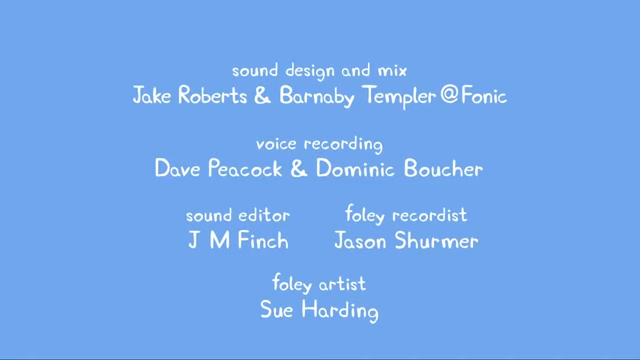 sound design and mix
Jake Roberts & Barnaby Templer@Fonic
voice recording
Dave Peacock & Dominic Boucher
sound editor
J M Finch
foley recordist
Jason Shurmer
foley artist
Sue Harding